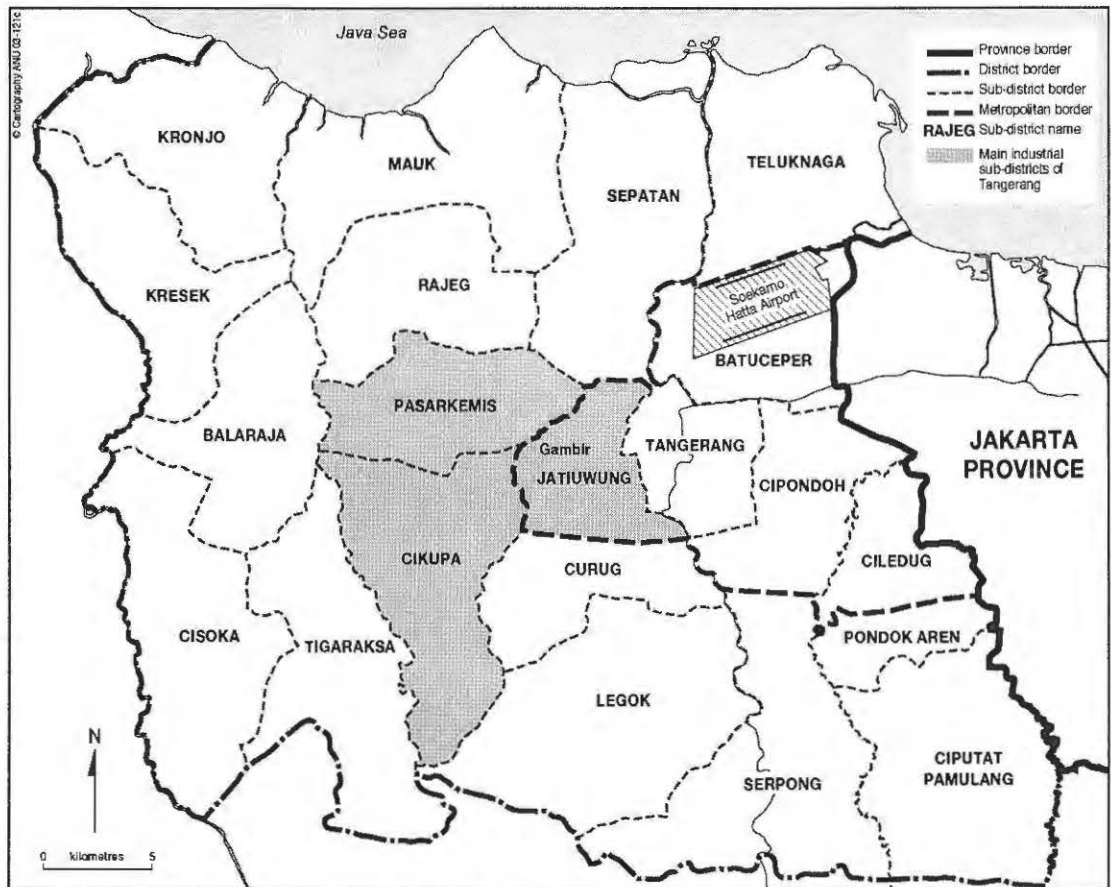 © Cartography ANU 03-121c
Java Sea
Province border
District border
Sub-district border
Metropolitan border
RAJEG Sub-district name
Main industrial
sub-districts of
Tangerang
KRONJO
MAUK
TELUKNAGA
SEPATAN
KRESEK
RAJEG
Soekarno
Hatta Airport
BATUCEPER
PASARKEMIS
BALARAJA
Gambir
JATIUWUNG
TANGERANG
CIPONDOH
JAKARTA
PROVINCE
CIKUPA
CURUG
CILEDUG
CISOKA
TIGARAKSA
PONDOK AREN
LEGOK
N
CIPUTAT
PAMULANG
SERPONG
0 kilometres 5